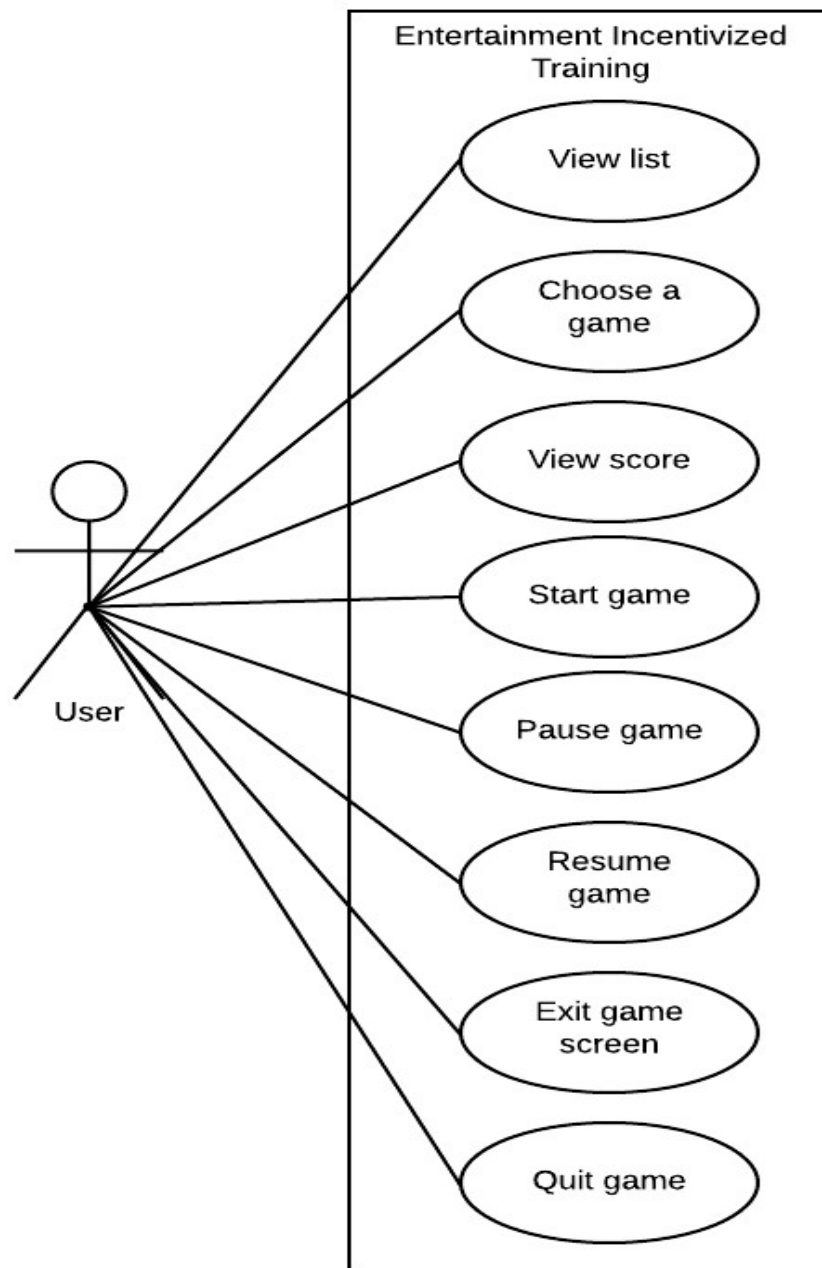 Entertainment Incentivized
Training
View list
Choose a
game
View score
Start game
Pause game
User
Resume
game
Exit game
screen
Quit game